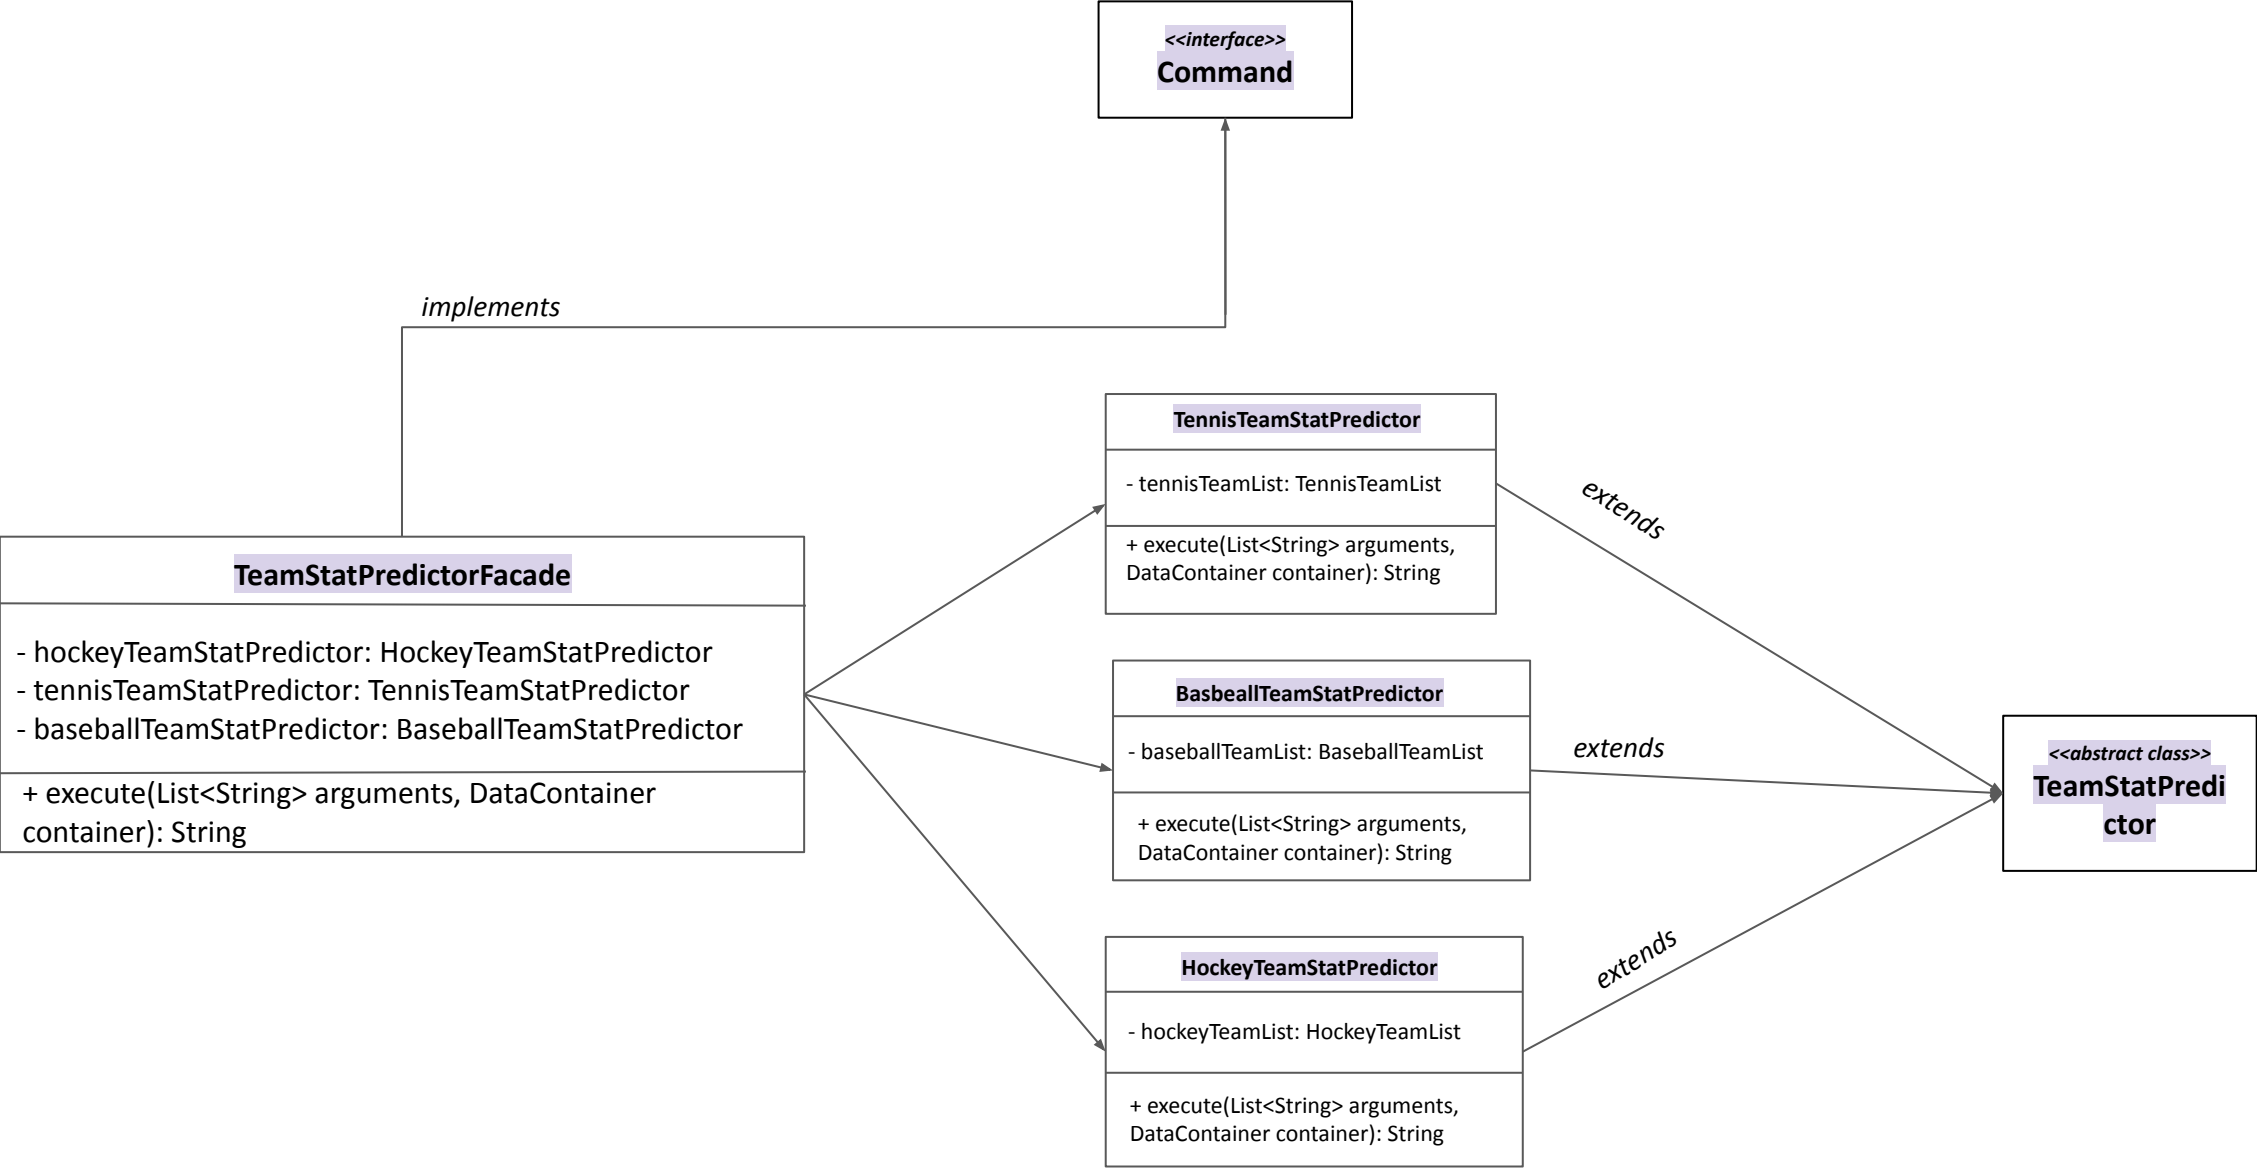 <<interface>>
Command
implements
TeamStatPredictorFacade
- hockeyTeamStatPredictor: HockeyTeamStatPredictor
- tennisTeamStatPredictor: TennisTeamStatPredictor
- baseballTeamStatPredictor: BaseballTeamStatPredictor
+ execute(List<String> arguments, DataContainer
container): String
TennisTeamStatPredictor
- tennisTeamList: TennisTeamList
+ execute(List<String> arguments,
DataContainer container): String
extends
BasbeallTeamStatPredictor
- baseballTeamList: BaseballTeamList
+ execute(List<String> arguments,
DataContainer container): String
extends
HockeyTeamStatPredictor
- hockeyTeamList: HockeyTeamList
+ execute(List<String> arguments,
DataContainer container): String
extends
<<abstract class>>
TeamStatPredi
ctor